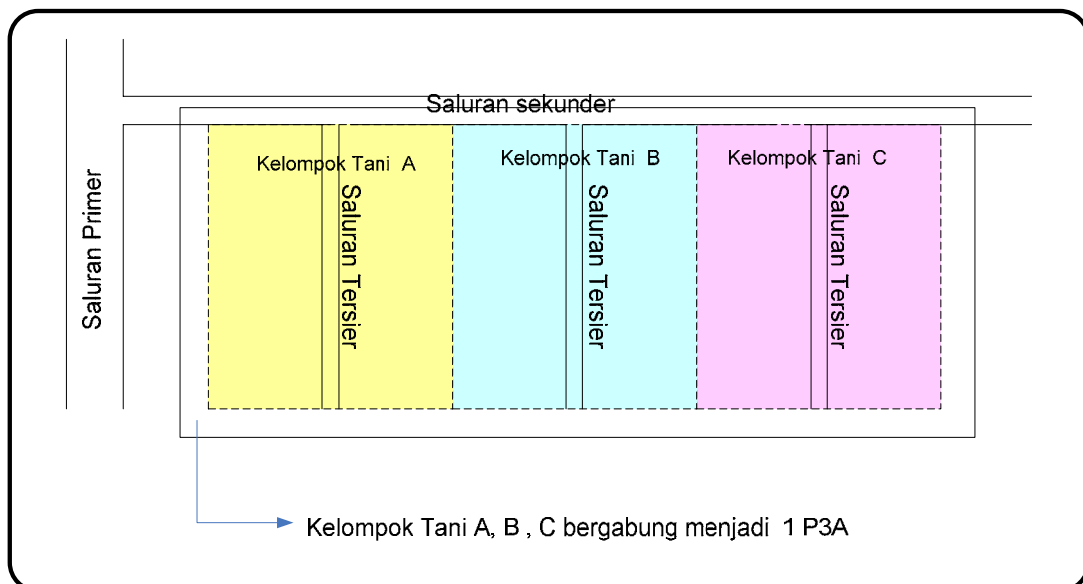 Saluran sekunder
Saluran Primer
Kelompok Tani A
Kelompok Tani B
Kelompok Tani C
Saluran Tersier
Saluran Tersier
Saluran Tersier
Kelompok Tani A, B , C bergabung menjadi 1 P3A